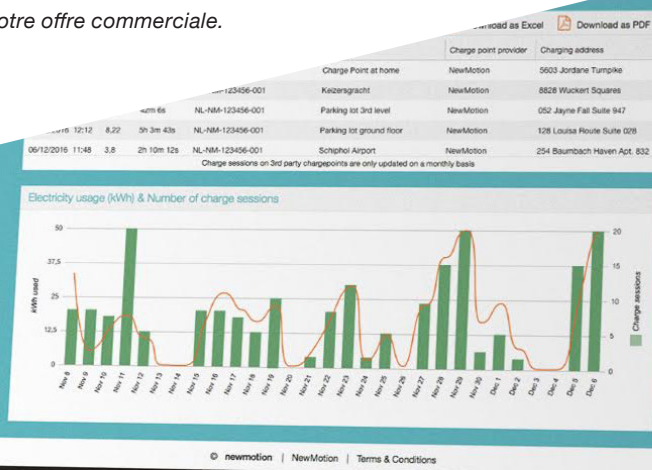 otre offre commerciale.
nload as Excel Download as PDF
Charge point provider Charging address
Charge Point at home NewMotion 5603 Jordane Turnpike
-NM-123456-001 Keizersgracht NewMotion 8828 Wuckert Squares
42m 6s NL-NM-123456-001 Parking lot 3rd level NewMotion 052 Jayne Fall Suite 947
2016 12:12 8,22 5h 3m 43s NL-NM-123456-001 Parking lot ground floor NewMotion 128 Louisa Route Suite 028
06/12/2016 11:48 3,8 2h 10m 12s NL-NM-123456-001 Schiphol Airport NewMotion 254 Baumbach Haven Apt. 832
Charge sessions on 3rd party chargepoints are only updated on a monthly basis
Electricity usage (kWh) & Number of charge sessions
50
37,5
25
12,5
0
kWh used
20
15
10
5
0
Charge sessions
Nov 8 Nov 9 Nov 10 Nov 11 Nov 12 Nov 13 Nov 14 Nov 15 Nov 16 Nov 17 Nov 18 Nov 19 Nov 20 Nov 21 Nov 22 Nov 23 Nov 24 Nov 25 Nov 26 Nov 27 Nov 28 Nov 29 Nov 30 Dec 1 Dec 2 Dec 3 Dec 4 Dec 5 Dec 6
© newmotion | NewMotion | Terms & Conditions